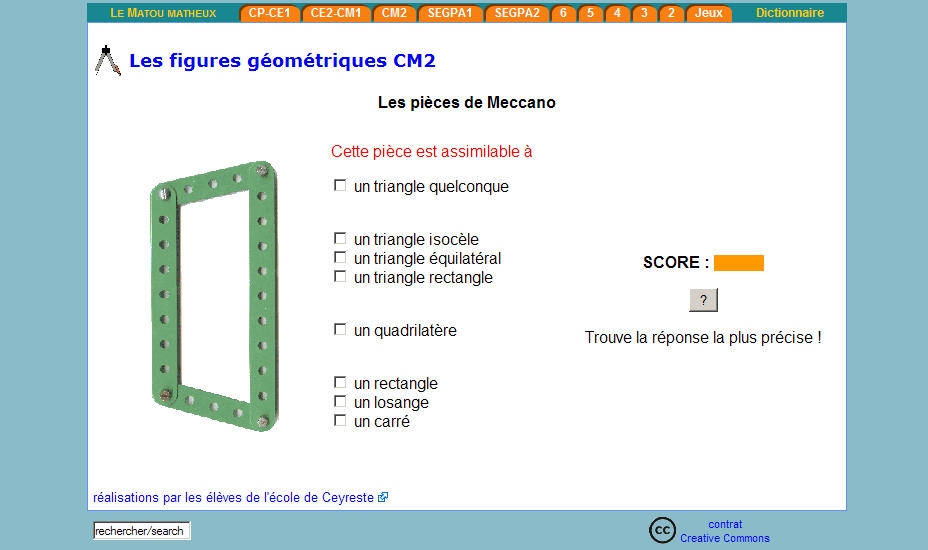 LE MATOU MATHEUX CP-CE1 CE2-CM1 CM2 SEGPA1 SEGPA2 6 5 4 3 2 Jeux Dictionnaire
Les figures géométriques CM2
Les pièces de Meccano
Cette pièce est assimilable à
un triangle quelconque
un triangle isocèle
un triangle équilatéral
un triangle rectangle
un quadrilatère
un rectangle
un losange
un carré
SCORE :
?
Trouve la réponse la plus précise !
réalisations par les élèves de l'école de Ceyreste
rechercher/search
cc
contrat
Creative Commons